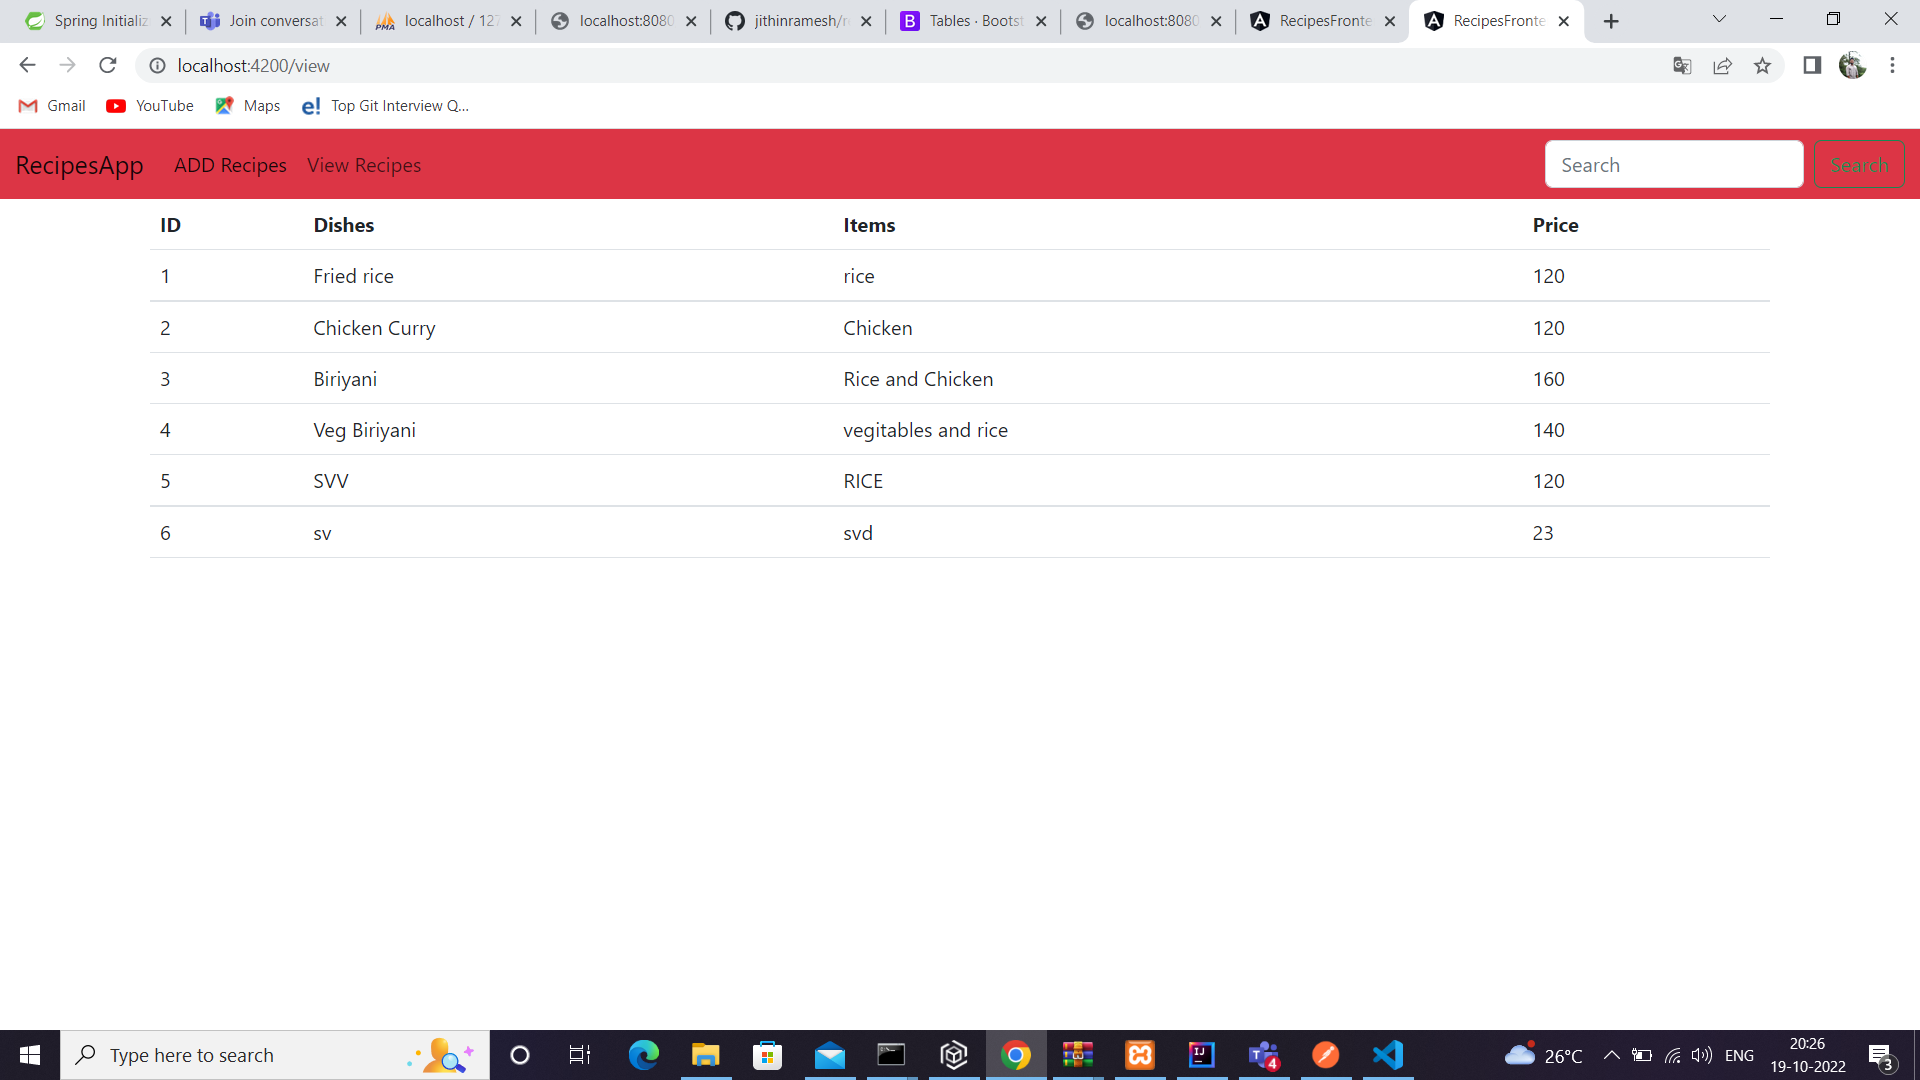 Spring Initializ
Join conversat
localhost / 127
localhost:8080
jithinramesh/r
Tables · Bootst
localhost:8080
RecipesFronte
RecipesFronte
localhost:4200/view
Gmail
YouTube
Maps
e!
Top Git Interview Q...
RecipesApp
ADD Recipes
View Recipes
Search
Search
ID Dishes Items Price
1 Fried rice rice 120
2 Chicken Curry Chicken 120
3 Biriyani Rice and Chicken 160
4 Veg Biriyani vegitables and rice 140
5 SVV RICE 120
6 sv svd 23
Type here to search
26°C
ENG
20:26
19-10-2022
3
4